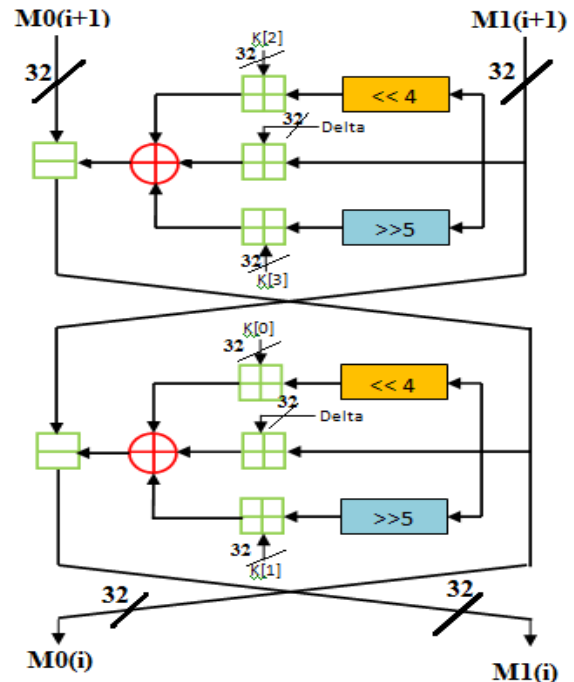 M0(i+1) M1(i+1)
K[2]
32 32 32
<< 4
32 Delta
>>5
32
K[3]
K[0]
32
<< 4
32
Delta
>>5
32
K[1]
32 32
M0(i) M1(i)